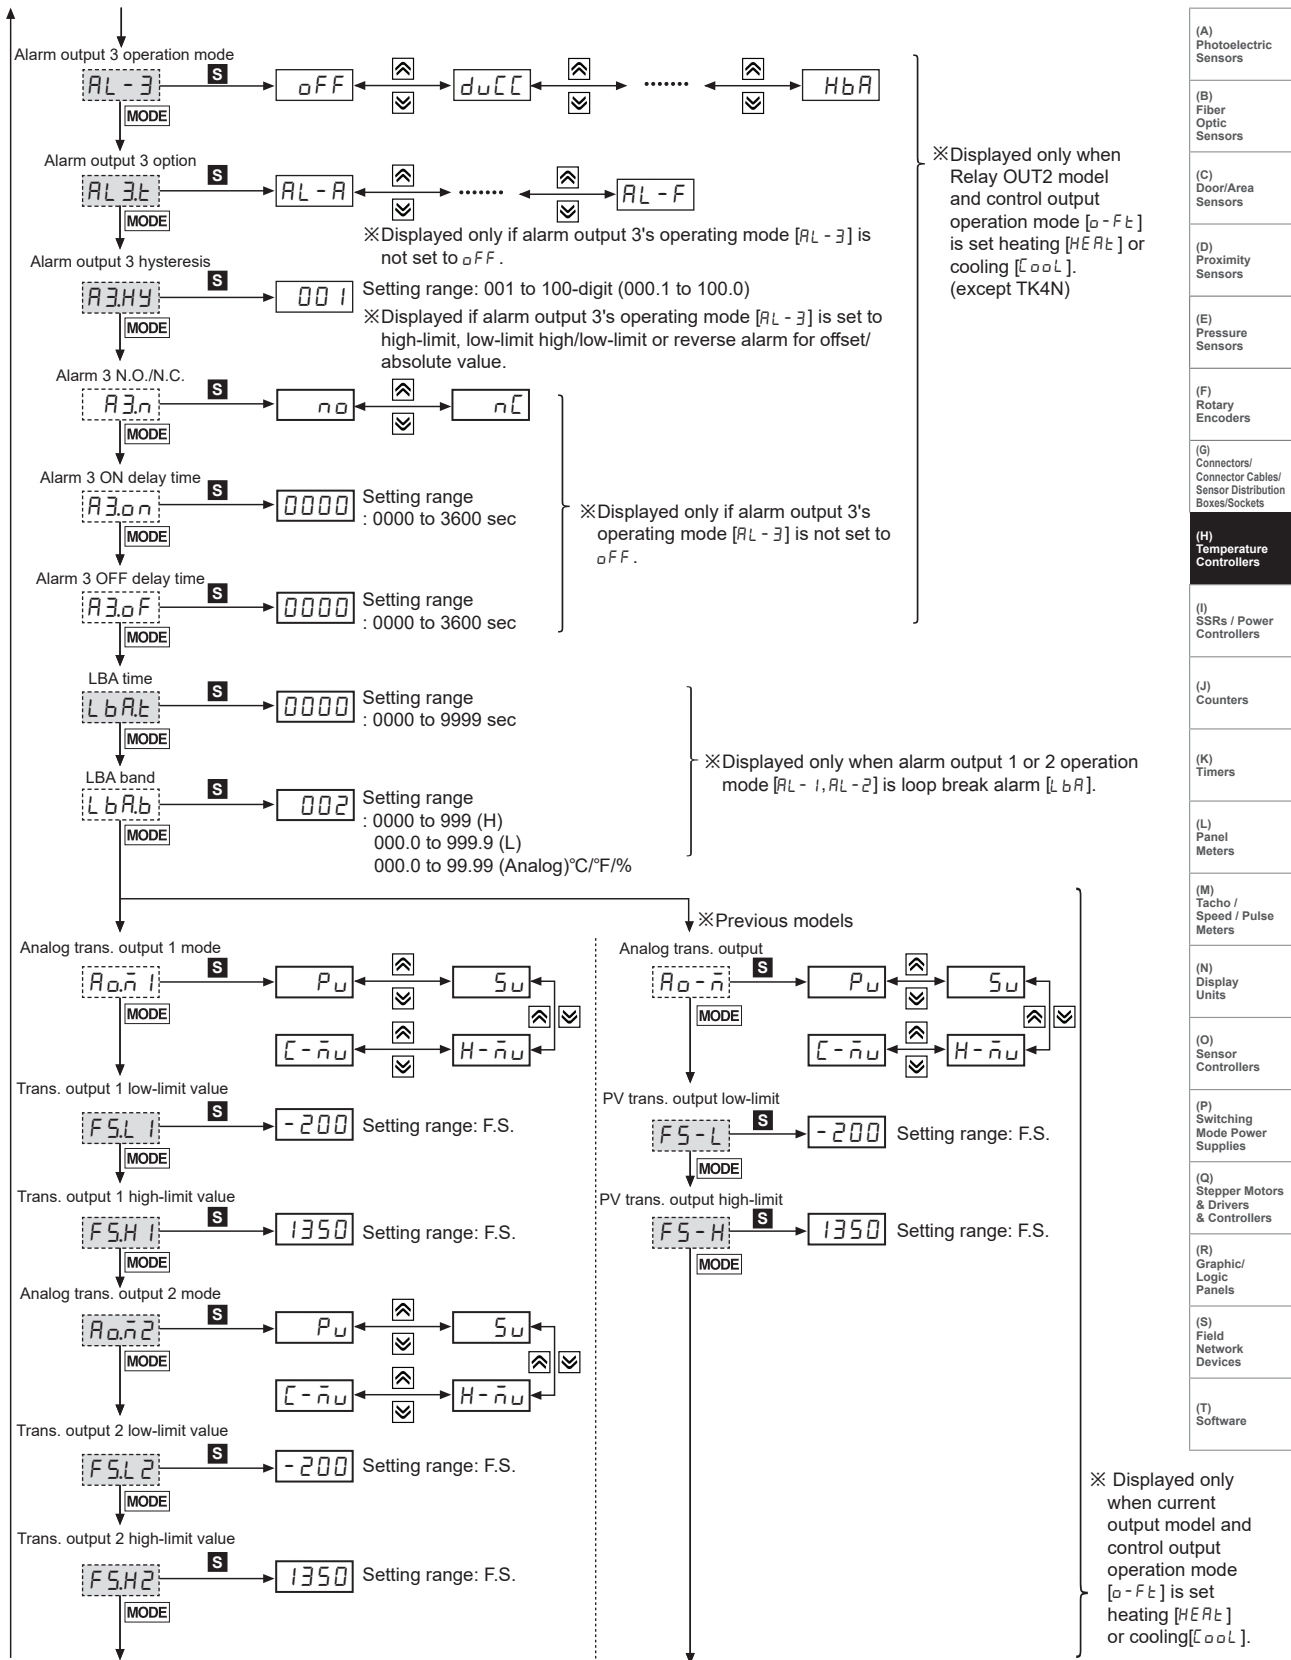 Alarm output 3 operation mode
AL-3 S oFF duCC ······· HbA
MODE
Alarm output 3 option
AL3.t S AL-A ······· AL-F
MODE
※Displayed only if alarm output 3's operating mode [AL-3] is
not set to oFF.
Alarm output 3 hysteresis
A3.HY S 001 Setting range: 001 to 100-digit (000.1 to 100.0)
MODE
※Displayed if alarm output 3's operating mode [AL-3] is set to
high-limit, low-limit high/low-limit or reverse alarm for offset/
absolute value.
Alarm 3 N.O./N.C.
A3.n S no nC
MODE
Alarm 3 ON delay time
A3.on S 0000 Setting range
: 0000 to 3600 sec
MODE
Alarm 3 OFF delay time
A3.oF S 0000 Setting range
: 0000 to 3600 sec
MODE
※Displayed only if alarm output 3's
operating mode [AL-3] is not set to
oFF.
※Displayed only when
Relay OUT2 model
and control output
operation mode [o-Ft]
is set heating [HEAt] or
cooling [CooL].
(except TK4N)
LBA time
LbA.t S 0000 Setting range
: 0000 to 9999 sec
MODE
LBA band
LbA.b S 002 Setting range
: 0000 to 999 (H)
000.0 to 999.9 (L)
000.0 to 99.99 (Analog)°C/°F/%
MODE
※Displayed only when alarm output 1 or 2 operation
mode [AL-1,AL-2] is loop break alarm [LbA].
Analog trans. output 1 mode
Ao.m1 S Pv Sv
MODE
C-mv H-mv
Trans. output 1 low-limit value
FS.L1 S -200 Setting range: F.S.
MODE
Trans. output 1 high-limit value
FS.H1 S 1350 Setting range: F.S.
MODE
Analog trans. output 2 mode
Ao.m2 S Pv Sv
MODE
C-mv H-mv
Trans. output 2 low-limit value
FS.L2 S -200 Setting range: F.S.
MODE
Trans. output 2 high-limit value
FS.H2 S 1350 Setting range: F.S.
MODE
※Previous models
Analog trans. output
Ao-m S Pv Sv
MODE
C-mv H-mv
PV trans. output low-limit
FS-L S -200 Setting range: F.S.
MODE
PV trans. output high-limit
FS-H S 1350 Setting range: F.S.
MODE
※ Displayed only
when current
output model and
control output
operation mode
[o-Ft] is set
heating [HEAt]
or cooling[CooL].
(A)
Photoelectric
Sensors
(B)
Fiber
Optic
Sensors
(C)
Door/Area
Sensors
(D)
Proximity
Sensors
(E)
Pressure
Sensors
(F)
Rotary
Encoders
(G)
Connectors/
Connector Cables/
Sensor Distribution
Boxes/Sockets
(H)
Temperature
Controllers
(I)
SSRs / Power
Controllers
(J)
Counters
(K)
Timers
(L)
Panel
Meters
(M)
Tacho /
Speed / Pulse
Meters
(N)
Display
Units
(O)
Sensor
Controllers
(P)
Switching
Mode Power
Supplies
(Q)
Stepper Motors
& Drivers
& Controllers
(R)
Graphic/
Logic
Panels
(S)
Field
Network
Devices
(T)
Software